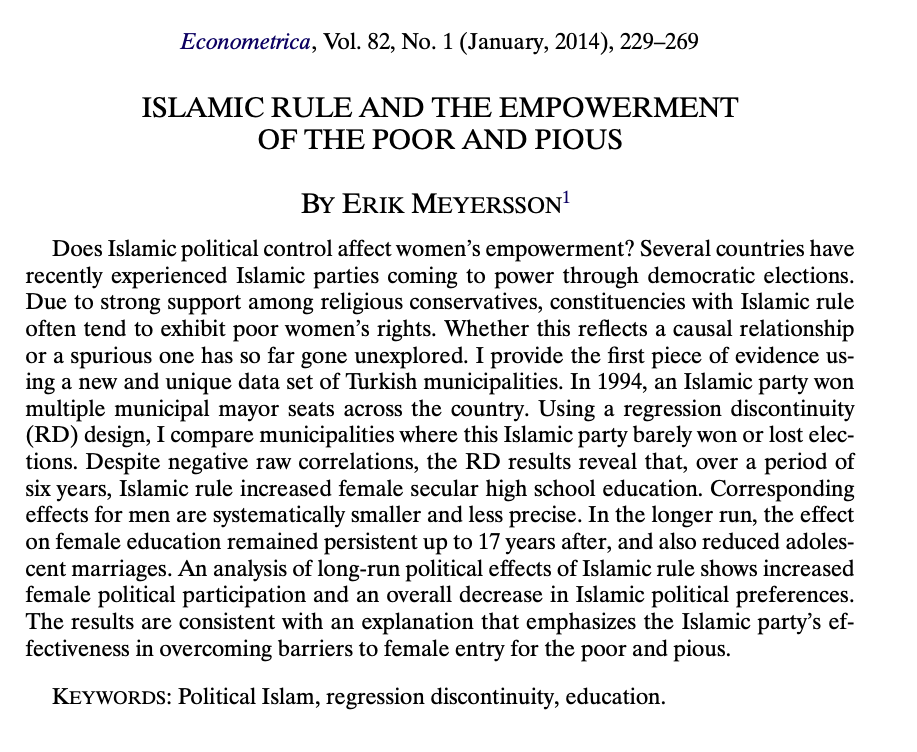 Econometrica, Vol. 82, No. 1 (January, 2014), 229–269
ISLAMIC RULE AND THE EMPOWERMENT
OF THE POOR AND PIOUS
BY ERIK MEYERSSON1
Does Islamic political control affect women's empowerment? Several countries have
recently experienced Islamic parties coming to power through democratic elections.
Due to strong support among religious conservatives, constituencies with Islamic rule
often tend to exhibit poor women's rights. Whether this reflects a causal relationship
or a spurious one has so far gone unexplored. I provide the first piece of evidence us-
ing a new and unique data set of Turkish municipalities. In 1994, an Islamic party won
multiple municipal mayor seats across the country. Using a regression discontinuity
(RD) design, I compare municipalities where this Islamic party barely won or lost elec-
tions. Despite negative raw correlations, the RD results reveal that, over a period of
six years, Islamic rule increased female secular high school education. Corresponding
effects for men are systematically smaller and less precise. In the longer run, the effect
on female education remained persistent up to 17 years after, and also reduced adoles-
cent marriages. An analysis of long-run political effects of Islamic rule shows increased
female political participation and an overall decrease in Islamic political preferences.
The results are consistent with an explanation that emphasizes the Islamic party's ef-
fectiveness in overcoming barriers to female entry for the poor and pious.
KEYWORDS: Political Islam, regression discontinuity, education.